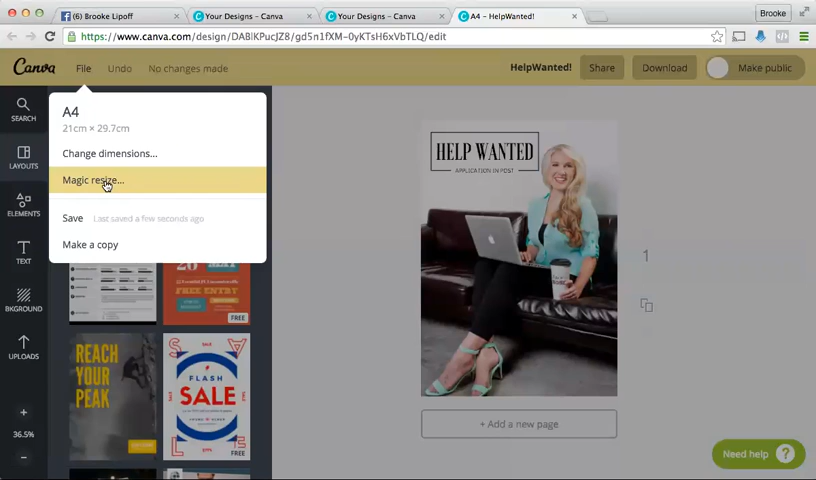 (6) Brooke Lipoff
Your Designs - Canva
Your Designs - Canva
A4 - HelpWanted!
Brooke
https://www.canva.com/design/DABlKPucJZ8/gd5n1fXM-0yKTsH6xVbTLQ/edit
Canva
File
Undo
No changes made
HelpWanted!
Share
Download
Make public
SEARCH
LAYOUTS
ELEMENTS
TEXT
BKGROUND
UPLOADS
36.5%
A4
21cm × 29.7cm
Change dimensions...
Magic resize...
Save
Last saved a few seconds ago
Make a copy
FREE ENTRY
FREE
REACH
YOUR
PEAK
SA
FLASH
SALE
LE
FREE
HELP WANTED
APPLICATION IN POST
1
+ Add a new page
Need help ?